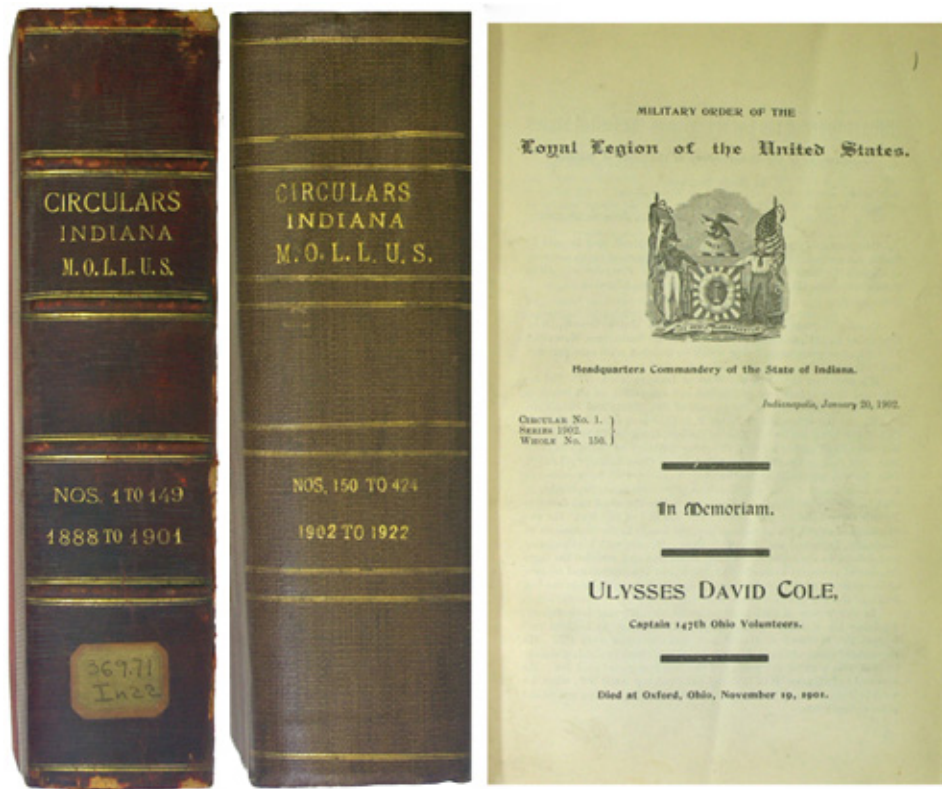 CIRCULARS
INDIANA
M. O. L. L. U. S.
NOS. 1 TO 149
1888 TO 1901
369.71
In22
CIRCULARS
INDIANA
M. O. L. L. U. S.
NOS. 150 TO 424
1902 TO 1922
MILITARY ORDER OF THE
Loyal Legion of the United States.
Headquarters Commandery of the State of Indiana.
Indianapolis, January 20, 1902.
CIRCULAR No. 1.
SERIES 1902.
WHOLE No. 150.
In Memoriam.
ULYSSES DAVID COLE,
Captain 147th Ohio Volunteers.
Died at Oxford, Ohio, November 19, 1901.